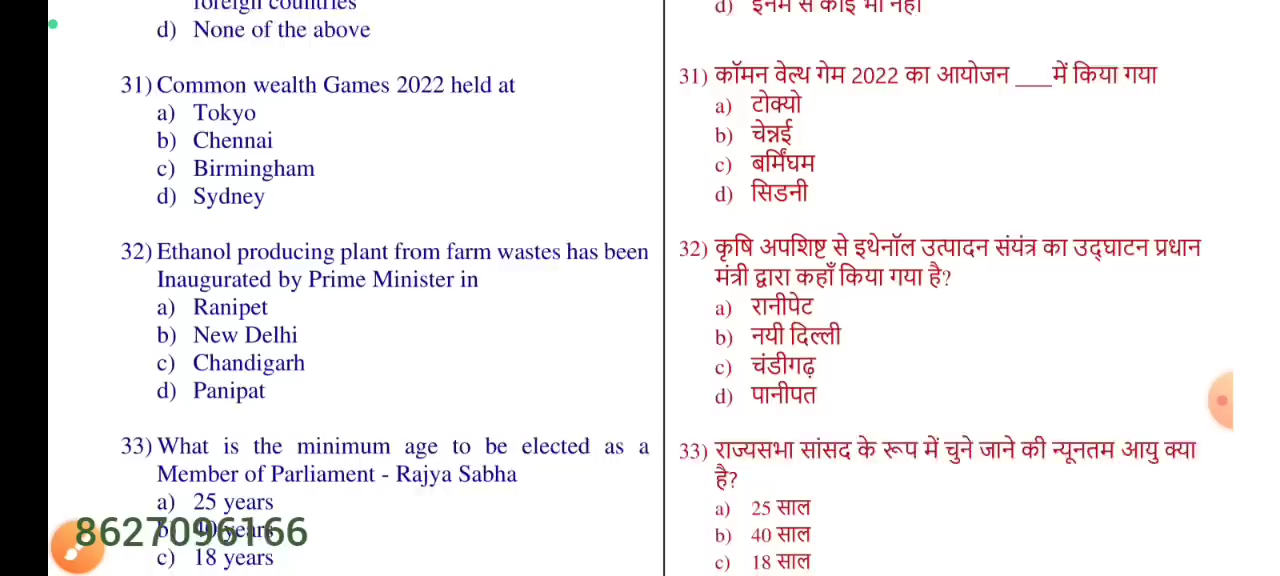 foreign countries
d) None of the above
31) Common wealth Games 2022 held at
a) Tokyo
b) Chennai
c) Birmingham
d) Sydney
32) Ethanol producing plant from farm wastes has been
Inaugurated by Prime Minister in
a) Ranipet
b) New Delhi
c) Chandigarh
d) Panipat
33) What is the minimum age to be elected as a
Member of Parliament - Rajya Sabha
a) 25 years
b) 40 years
c) 18 years
8627096166
d) इनमें से कोई भी नहीं
31) कॉमन वेल्थ गेम 2022 का आयोजन ___में किया गया
a) टोक्यो
b) चेन्नई
c) बर्मिंघम
d) सिडनी
32) कृषि अपशिष्ट से इथेनॉल उत्पादन संयंत्र का उद्घाटन प्रधान
मंत्री द्वारा कहाँ किया गया है?
a) रानीपेट
b) नयी दिल्ली
c) चंडीगढ़
d) पानीपत
33) राज्यसभा सांसद के रूप में चुने जाने की न्यूनतम आयु क्या
है?
a) 25 साल
b) 40 साल
c) 18 साल